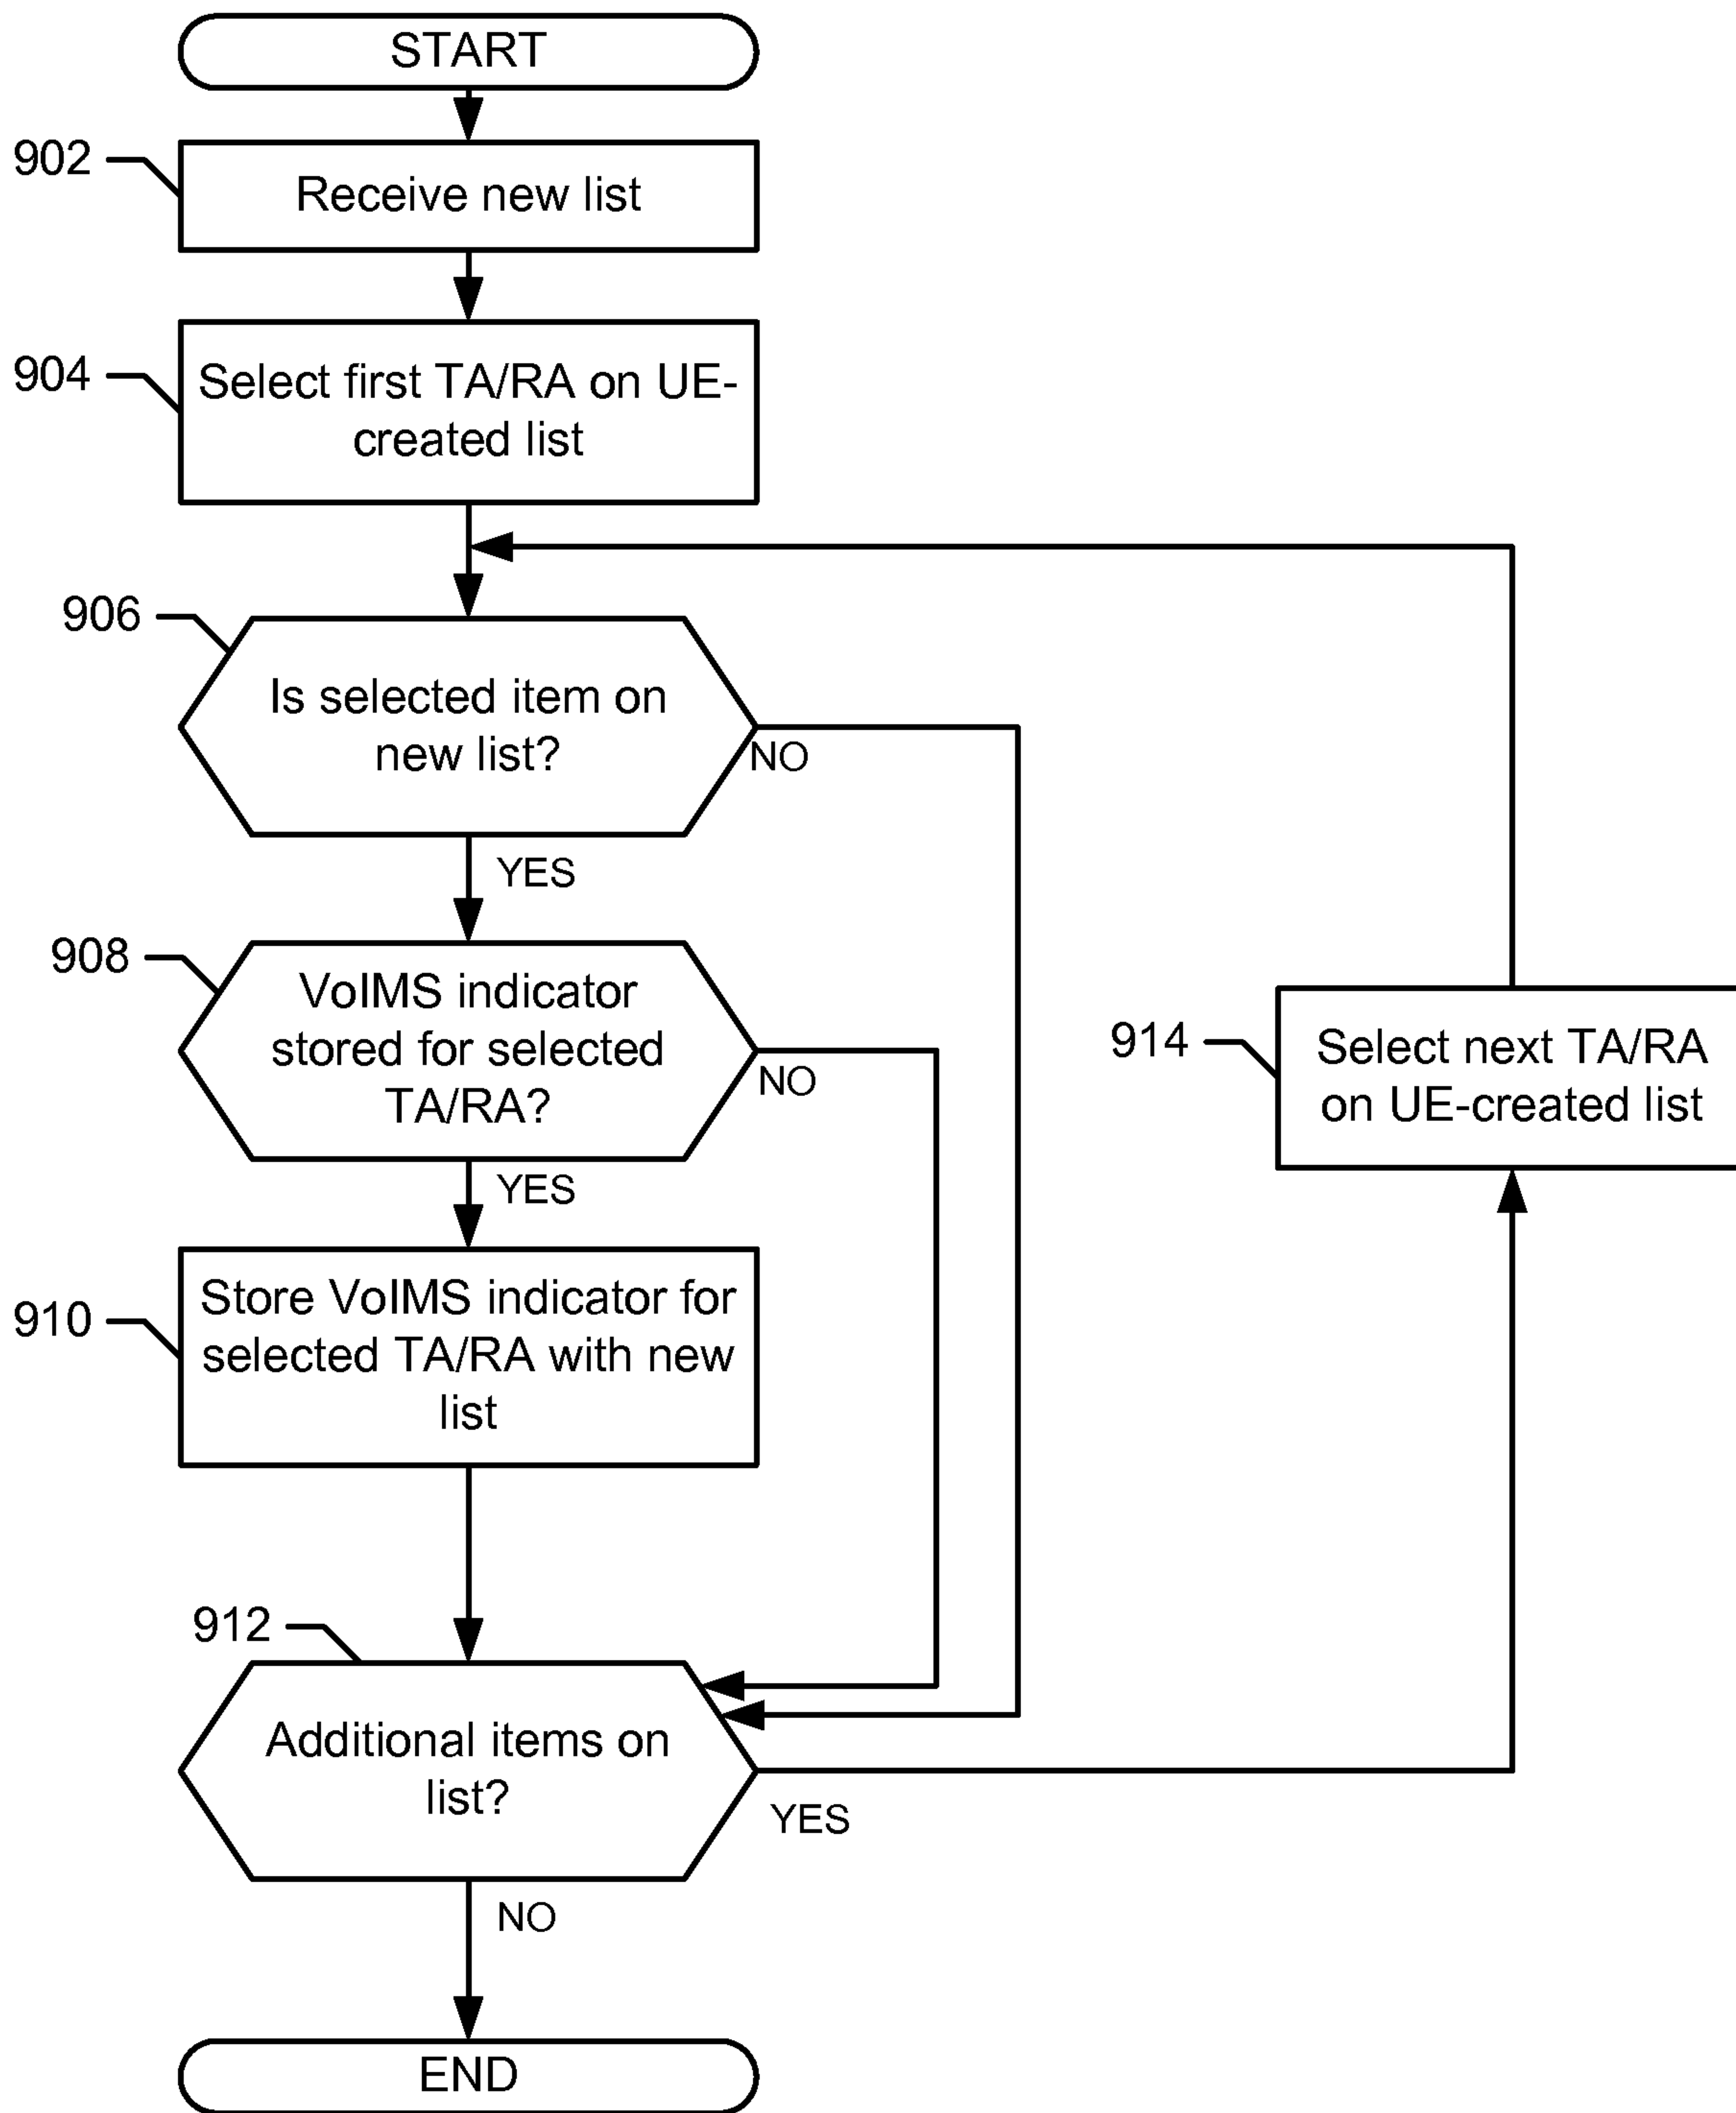 START
902
Receive new list
904
Select first TA/RA on UE-
created list
906
Is selected item on
new list?
NO
YES
908
VoIMS indicator
stored for selected
TA/RA?
NO
YES
914
Select next TA/RA
on UE-created list
910
Store VoIMS indicator for
selected TA/RA with new
list
912
Additional items on
list?
YES
NO
END